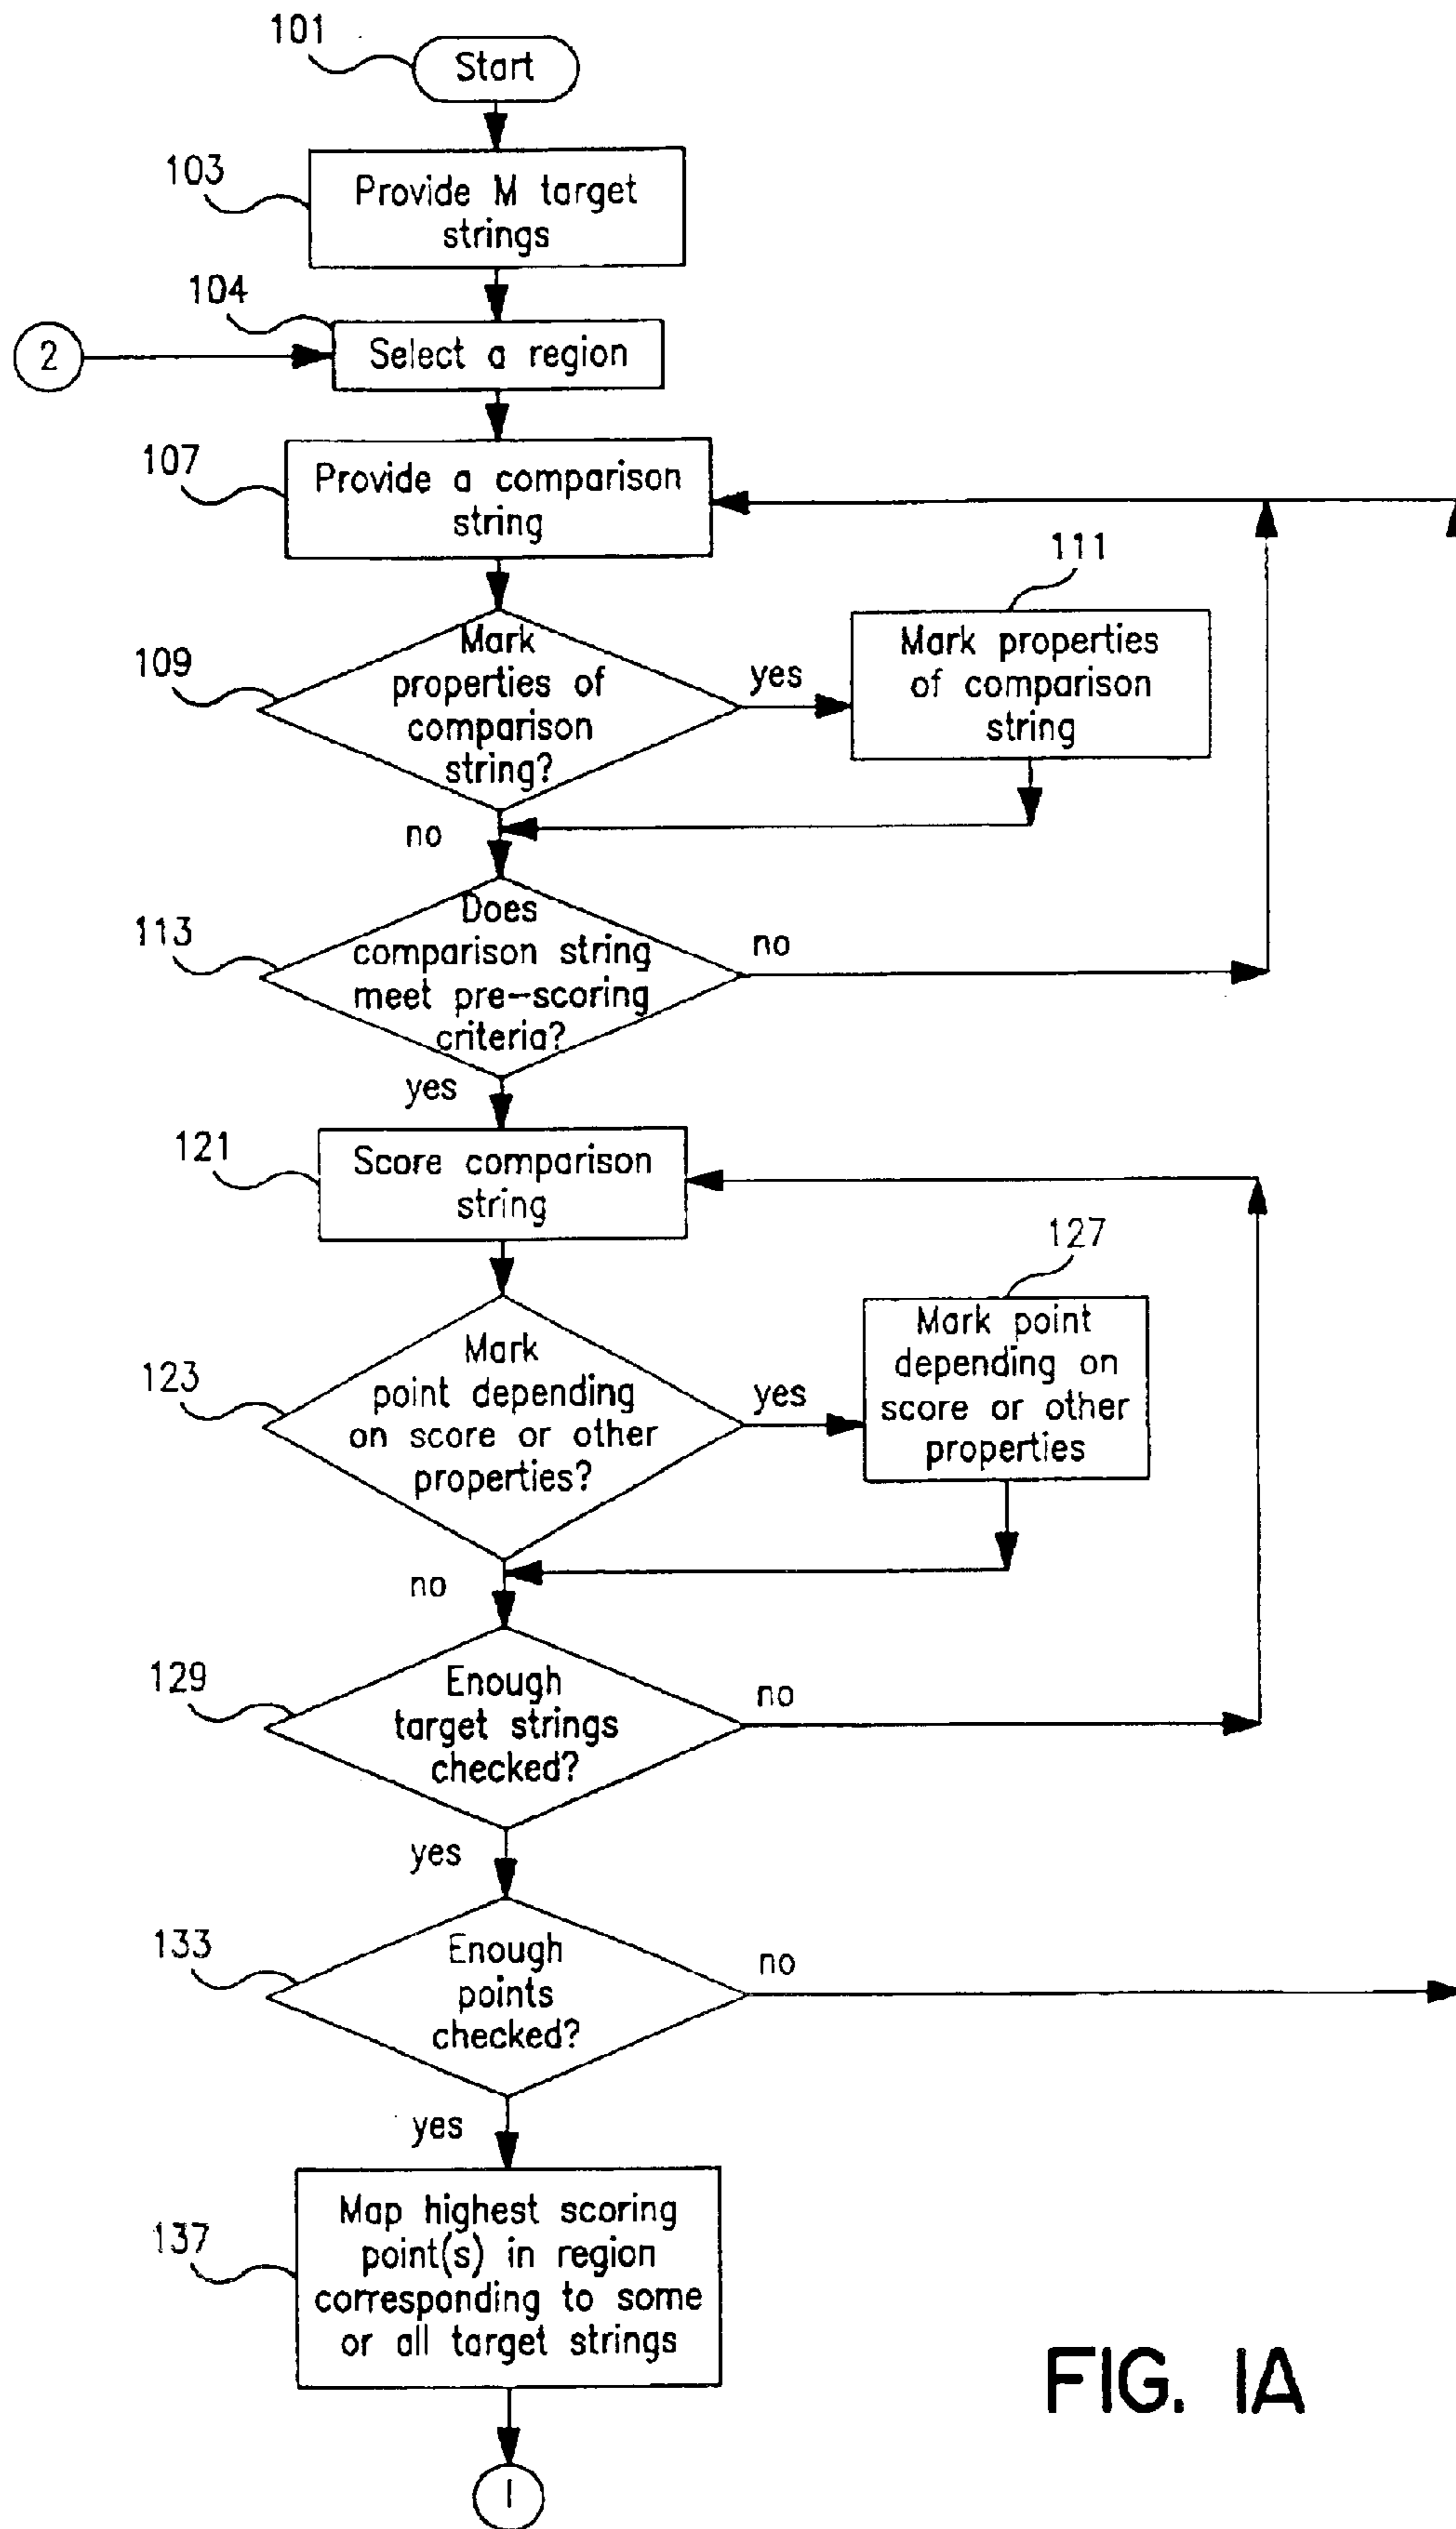 101
Start
103
Provide M target
strings
104
2
Select a region
107
Provide a comparison
string
111
109
Mark
properties of
comparison
string?
yes
Mark properties
of comparison
string
no
113
Does
comparison string
meet pre-scoring
criteria?
no
yes
121
Score comparison
string
127
123
Mark
point depending
on score or other
properties?
yes
Mark point
depending on
score or other
properties
no
129
Enough
target strings
checked?
no
yes
133
Enough
points
checked?
no
yes
137
Map highest scoring
point(s) in region
corresponding to some
or all target strings
1
FIG. 1A